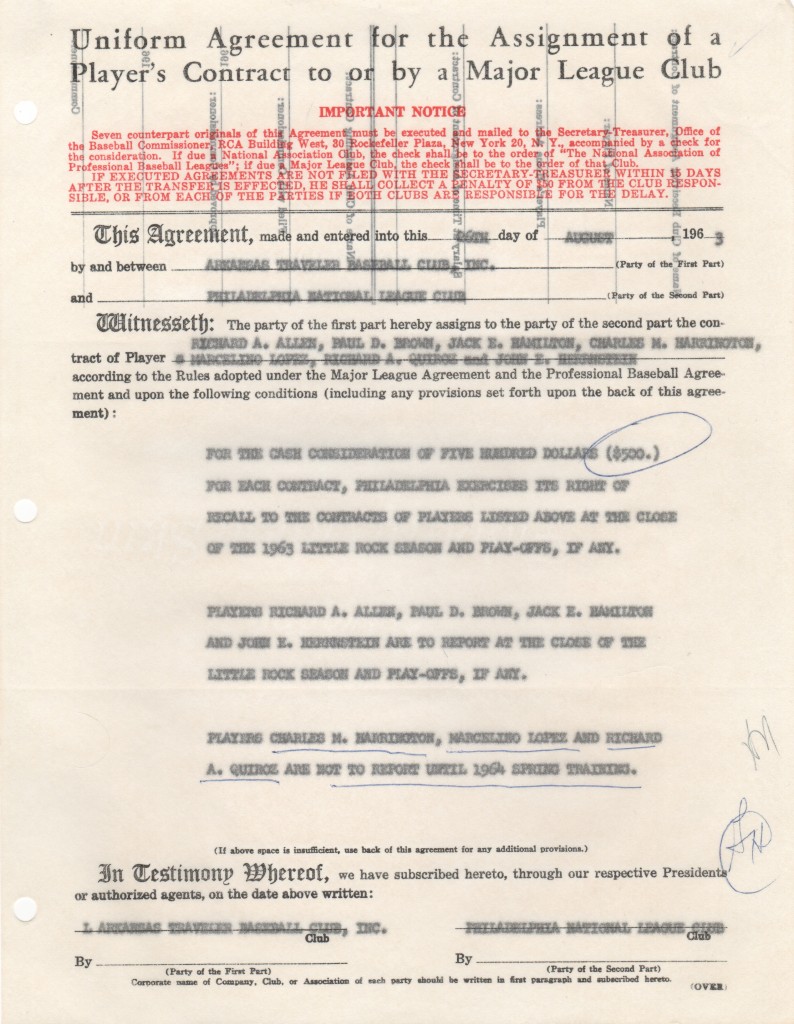 Uniform Agreement for the Assignment of a
Player's Contract to or by a Major League Club
IMPORTANT NOTICE
Seven counterpart originals of this Agreement must be executed and mailed to the Secretary-Treasurer, Office of
the Baseball Commissioner, RCA Building West, 30 Rockefeller Plaza, New York 20, N. Y., accompanied by a check for
the consideration. If due a National Association Club, the check shall be to the order of "The National Association of
Professional Baseball Leagues"; if due a Major League Club, the check shall be to the order of that Club.
IF EXECUTED AGREEMENTS ARE NOT FILED WITH THE SECRETARY-TREASURER WITHIN 15 DAYS
AFTER THE TRANSFER IS EFFECTED, HE SHALL COLLECT A PENALTY OF $50 FROM THE CLUB RESPON-
SIBLE, OR FROM EACH OF THE PARTIES IF BOTH CLUBS ARE RESPONSIBLE FOR THE DELAY.
This Agreement, made and entered into this 26TH day of AUGUST, 1963
by and between ARKANSAS TRAVELER BASEBALL CLUB, INC. (Party of the First Part)
and PHILADELPHIA NATIONAL LEAGUE CLUB (Party of the Second Part)
Witnesseth: The party of the first part hereby assigns to the party of the second part the con-
RICHARD A. ALLEN, PAUL D. BROWN, JACK E. HAMILTON, CHARLES M. HARRINGTON,
tract of Player s MARCELINO LOPEZ, RICHARD A. QUIROZ and JOHN E. HERRNSTEIN
according to the Rules adopted under the Major League Agreement and the Professional Baseball Agree-
ment and upon the following conditions (including any provisions set forth upon the back of this agree-
ment) :
FOR THE CASH CONSIDERATION OF FIVE HUNDRED DOLLARS ($500.)
FOR EACH CONTRACT, PHILADELPHIA EXERCISES ITS RIGHT OF
RECALL TO THE CONTRACTS OF PLAYERS LISTED ABOVE AT THE CLOSE
OF THE 1963 LITTLE ROCK SEASON AND PLAY-OFFS, IF ANY.
PLAYERS RICHARD A. ALLEN, PAUL D. BROWN, JACK E. HAMILTON
AND JOHN E. HERRNSTEIN ARE TO REPORT AT THE CLOSE OF THE
LITTLE ROCK SEASON AND PLAY-OFFS, IF ANY.
PLAYERS CHARLES M. HARRINGTON, MARCELINO LOPEZ AND RICHARD
A. QUIROZ ARE NOT TO REPORT UNTIL 1964 SPRING TRAINING.
(If above space is insufficient, use back of this agreement for any additional provisions.)
In Testimony Whereof, we have subscribed hereto, through our respective Presidents
or authorized agents, on the date above written:
ARKANSAS TRAVELER BASEBALL CLUB, INC. PHILADELPHIA NATIONAL LEAGUE CLUB
Club Club
By By
(Party of the First Part) (Party of the Second Part)
Corporate name of Company, Club, or Association of each party should be written in first paragraph and subscribed hereto.
(OVER)